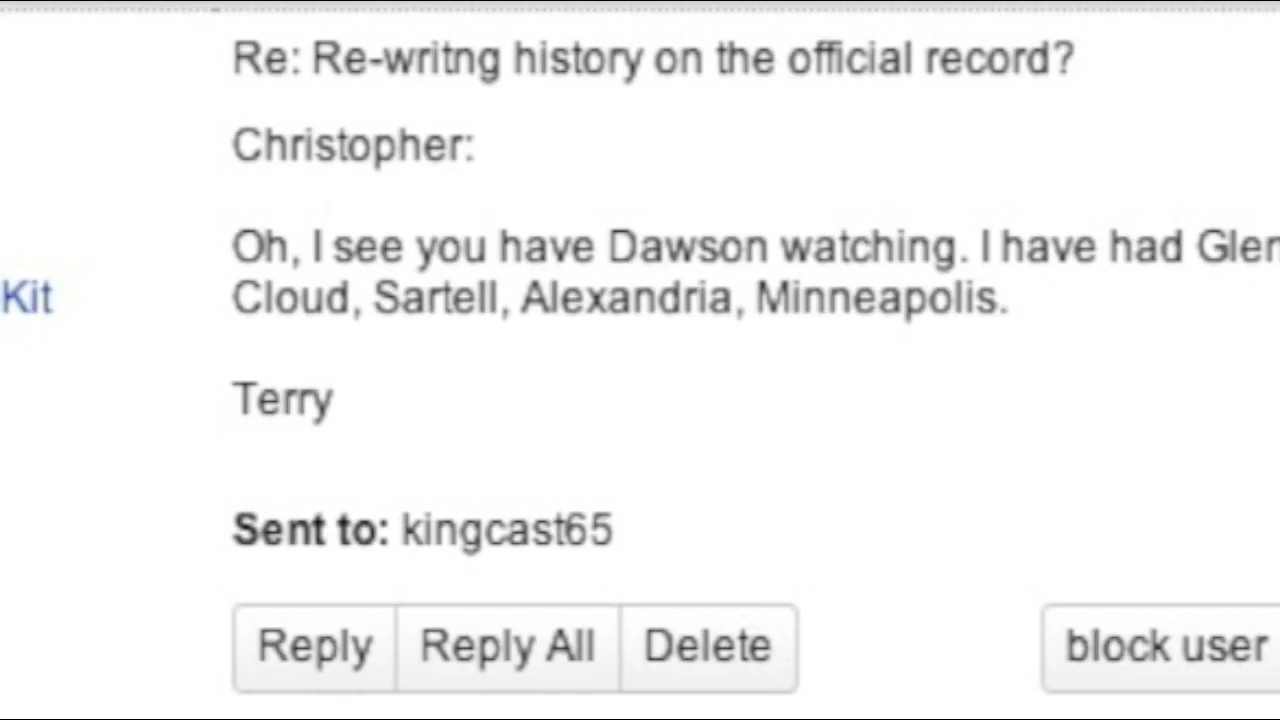 Re: Re-writng history on the official record?
Christopher:
Oh, I see you have Dawson watching. I have had
Kit
Cloud, Sartell, Alexandria, Minneapolis.
Terry
Sent to: kingcast65
Reply
Reply All
Delete
block user